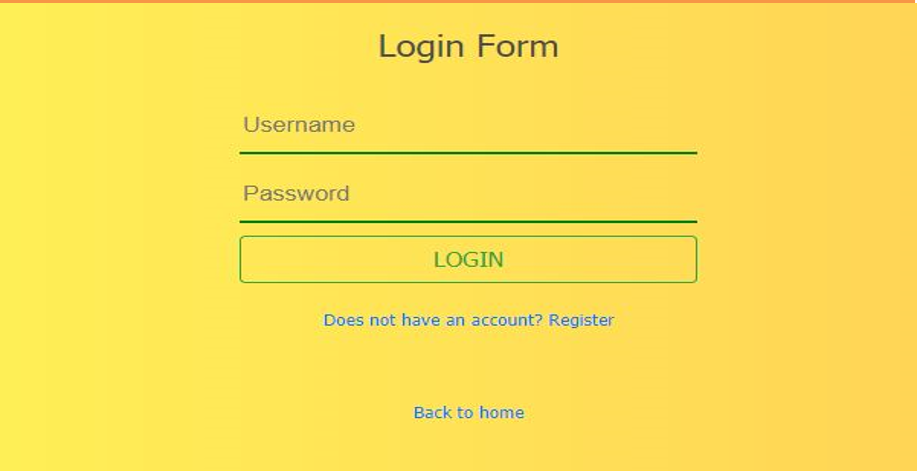 Login Form
Username
Password
LOGIN
Does not have an account? Register
Back to home